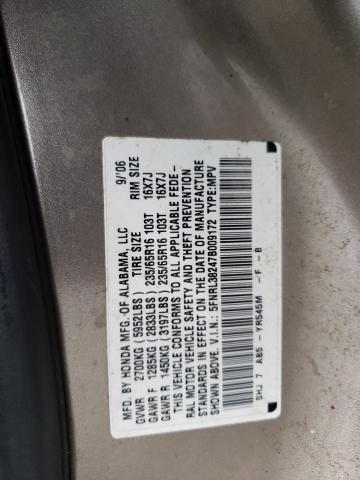 MFD. BY HONDA MFG. OF ALABAMA, LLC 9/'06
RIM SIZE
GVWR 2700KG (5952LBS)
GAWR F 1285KG (2833LBS) 235/65R16 103T 16X7J
GAWR R 1450KG (3197LBS) 235/65R16 103T 16X7J
THIS VEHICLE CONFORMS TO ALL APPLICABLE FEDE-
RAL MOTOR VEHICLE SAFETY AND THEFT PREVENTION
STANDARDS IN EFFECT ON THE DATE OF MANUFACTURE
SHOWN ABOVE. V.I.N.: 5FNRL38247B009172 TYPE:MPV
SHJ 7 AB5 - YR545M - F - B